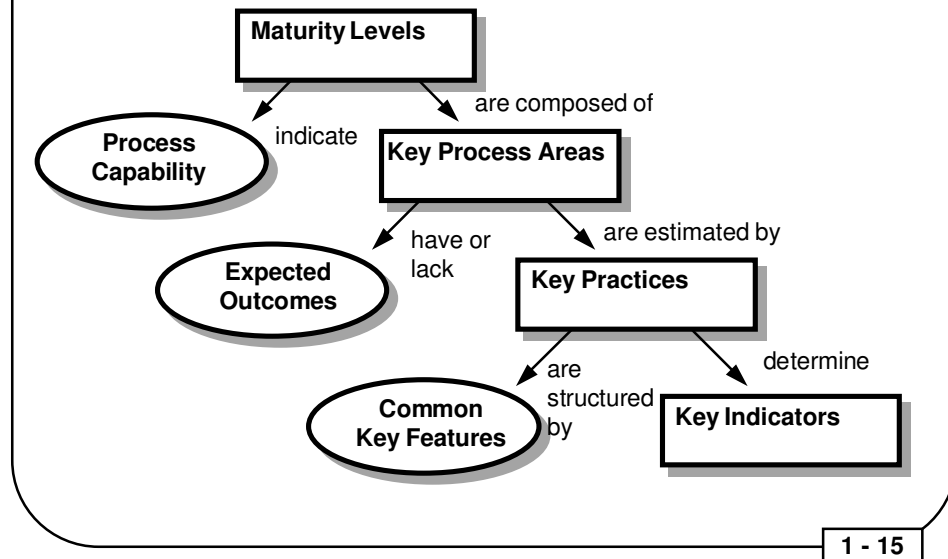 Maturity Levels
are composed of
indicate
Process
Capability
Key Process Areas
have or
lack
are estimated by
Expected
Outcomes
Key Practices
are
structured
by
determine
Common
Key Features
Key Indicators
1 - 15